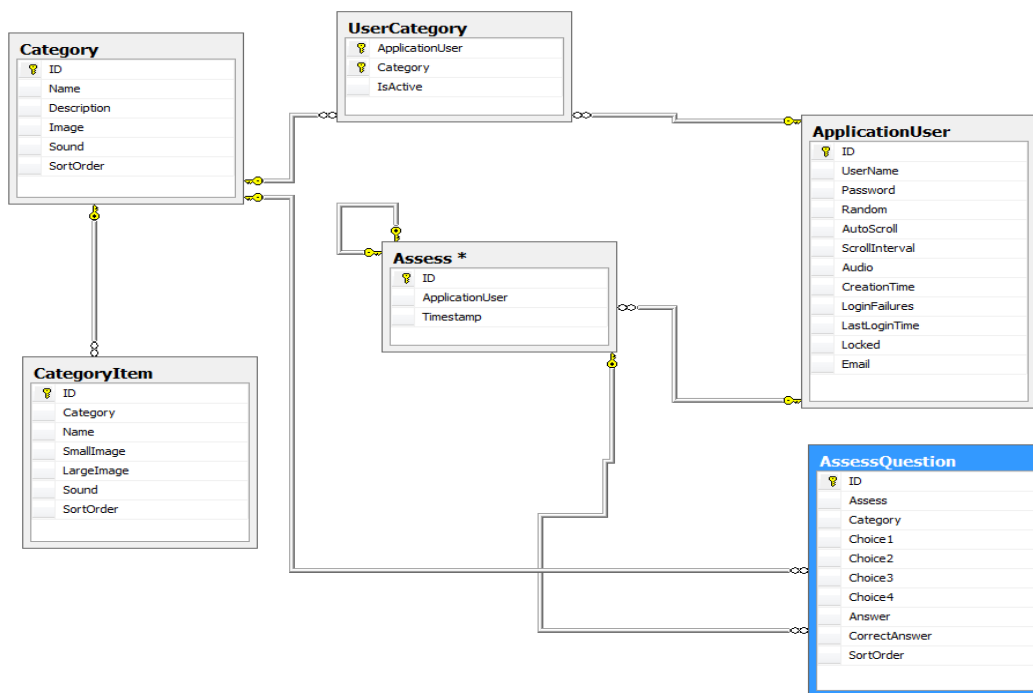 Category
ID
Name
Description
Image
Sound
SortOrder
UserCategory
ApplicationUser
Category
IsActive
ApplicationUser
ID
UserName
Password
Random
AutoScroll
ScrollInterval
Audio
CreationTime
LoginFailures
LastLoginTime
Locked
Email
Assess *
ID
ApplicationUser
Timestamp
CategoryItem
ID
Category
Name
SmallImage
LargeImage
Sound
SortOrder
AssessQuestion
ID
Assess
Category
Choice1
Choice2
Choice3
Choice4
Answer
CorrectAnswer
SortOrder